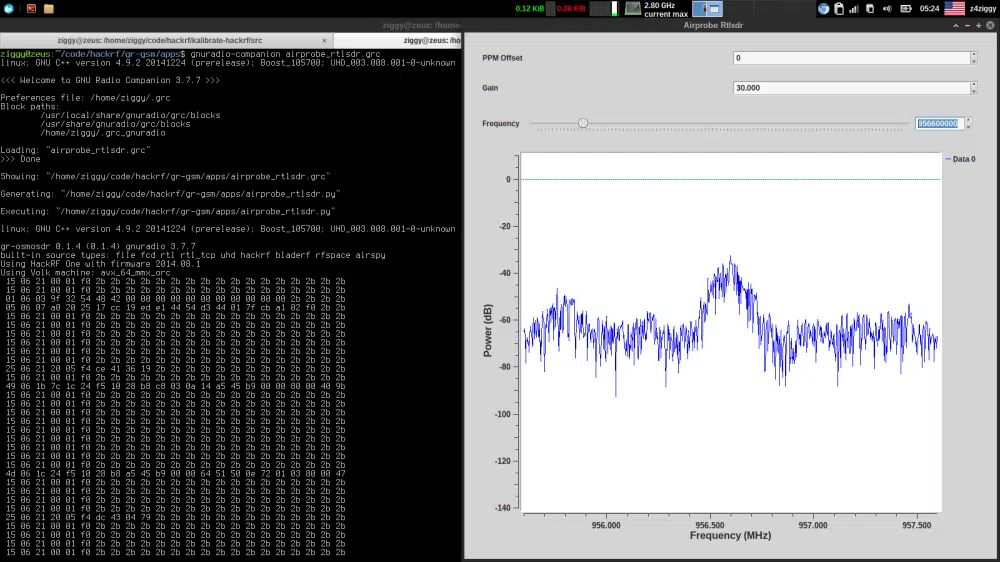 0.12 KiB 0.08 KiB 2.80 GHz
current max
05:24 z4ziggy
ziggy@zeus: /home
Airprobe Rtlsdr
ziggy@zeus: /home/ziggy/code/hackrf/kalibrate-hackrf/src
ziggy@zeus: /ho
ziggy@zeus:~/code/hackrf/gr-gsm/apps$ gnuradio-companion airprobe_rtlsdr.grc
linux; GNU C++ version 4.9.2 20141224 (prerelease); Boost_105700; UHD_003.008.001-0-unknown
<<< Welcome to GNU Radio Companion 3.7.7 >>>
Preferences file: /home/ziggy/.grc
Block paths:
/usr/local/share/gnuradio/grc/blocks
/usr/share/gnuradio/grc/blocks
/home/ziggy/.grc_gnuradio
Loading: "airprobe_rtlsdr.grc"
>>> Done
Showing: "/home/ziggy/code/hackrf/gr-gsm/apps/airprobe_rtlsdr.grc"
Generating: "/home/ziggy/code/hackrf/gr-gsm/apps/airprobe_rtlsdr.py"
Executing: "/home/ziggy/code/hackrf/gr-gsm/apps/airprobe_rtlsdr.py"
linux; GNU C++ version 4.9.2 20141224 (prerelease); Boost_105700; UHD_003.008.001-0-unknown
gr-osmosdr 0.1.4 (0.1.4) gnuradio 3.7.7
built-in source types: file fcd rtl rtl_tcp uhd hackrf bladerf rfspace airspy
Using HackRF One with firmware 2014.08.1
Using Volk machine: avx_64_mmx_orc
15 06 21 00 01 f0 2b 2b 2b 2b 2b 2b 2b 2b 2b 2b 2b 2b 2b 2b 2b 2b 2b
15 06 21 00 01 f0 2b 2b 2b 2b 2b 2b 2b 2b 2b 2b 2b 2b 2b 2b 2b 2b 2b
01 06 03 9f 32 54 48 42 00 00 00 00 00 00 00 00 00 00 00 00 2b 2b 2b
05 06 07 a0 20 25 17 cc 19 ed e1 44 54 d3 44 01 7f cb a1 02 f0 2b 2b
15 06 21 00 01 f0 2b 2b 2b 2b 2b 2b 2b 2b 2b 2b 2b 2b 2b 2b 2b 2b 2b
15 06 21 00 01 f0 2b 2b 2b 2b 2b 2b 2b 2b 2b 2b 2b 2b 2b 2b 2b 2b 2b
15 06 21 00 01 f0 2b 2b 2b 2b 2b 2b 2b 2b 2b 2b 2b 2b 2b 2b 2b 2b 2b
15 06 21 00 01 f0 2b 2b 2b 2b 2b 2b 2b 2b 2b 2b 2b 2b 2b 2b 2b 2b 2b
15 06 21 00 01 f0 2b 2b 2b 2b 2b 2b 2b 2b 2b 2b 2b 2b 2b 2b 2b 2b 2b
15 06 21 00 01 f0 2b 2b 2b 2b 2b 2b 2b 2b 2b 2b 2b 2b 2b 2b 2b 2b 2b
25 06 21 20 05 f4 ce 41 36 19 2b 2b 2b 2b 2b 2b 2b 2b 2b 2b 2b 2b 2b
15 06 21 00 01 f0 2b 2b 2b 2b 2b 2b 2b 2b 2b 2b 2b 2b 2b 2b 2b 2b 2b
49 06 1b 7c 1c 24 f5 10 28 b8 c8 03 0a 14 a5 45 b9 00 00 80 00 40 9b
15 06 21 00 01 f0 2b 2b 2b 2b 2b 2b 2b 2b 2b 2b 2b 2b 2b 2b 2b 2b 2b
15 06 21 00 01 f0 2b 2b 2b 2b 2b 2b 2b 2b 2b 2b 2b 2b 2b 2b 2b 2b 2b
15 06 21 00 01 f0 2b 2b 2b 2b 2b 2b 2b 2b 2b 2b 2b 2b 2b 2b 2b 2b 2b
15 06 21 00 01 f0 2b 2b 2b 2b 2b 2b 2b 2b 2b 2b 2b 2b 2b 2b 2b 2b 2b
15 06 21 00 01 f0 2b 2b 2b 2b 2b 2b 2b 2b 2b 2b 2b 2b 2b 2b 2b 2b 2b
15 06 21 00 01 f0 2b 2b 2b 2b 2b 2b 2b 2b 2b 2b 2b 2b 2b 2b 2b 2b 2b
15 06 21 00 01 f0 2b 2b 2b 2b 2b 2b 2b 2b 2b 2b 2b 2b 2b 2b 2b 2b 2b
15 06 21 00 01 f0 2b 2b 2b 2b 2b 2b 2b 2b 2b 2b 2b 2b 2b 2b 2b 2b 2b
15 06 21 00 01 f0 2b 2b 2b 2b 2b 2b 2b 2b 2b 2b 2b 2b 2b 2b 2b 2b 2b
4d 06 1c 24 f5 10 28 b8 a5 45 b9 00 00 64 51 50 0e 72 01 03 00 00 47
15 06 21 00 01 f0 2b 2b 2b 2b 2b 2b 2b 2b 2b 2b 2b 2b 2b 2b 2b 2b 2b
15 06 21 00 01 f0 2b 2b 2b 2b 2b 2b 2b 2b 2b 2b 2b 2b 2b 2b 2b 2b 2b
15 06 21 00 01 f0 2b 2b 2b 2b 2b 2b 2b 2b 2b 2b 2b 2b 2b 2b 2b 2b 2b
15 06 21 00 01 f0 2b 2b 2b 2b 2b 2b 2b 2b 2b 2b 2b 2b 2b 2b 2b 2b 2b
25 06 21 20 05 f4 dc 43 04 79 2b 2b 2b 2b 2b 2b 2b 2b 2b 2b 2b 2b 2b
15 06 21 00 01 f0 2b 2b 2b 2b 2b 2b 2b 2b 2b 2b 2b 2b 2b 2b 2b 2b 2b
15 06 21 00 01 f0 2b 2b 2b 2b 2b 2b 2b 2b 2b 2b 2b 2b 2b 2b 2b 2b 2b
15 06 21 00 01 f0 2b 2b 2b 2b 2b 2b 2b 2b 2b 2b 2b 2b 2b 2b 2b 2b 2b
15 06 21 00 01 f0 2b 2b 2b 2b 2b 2b 2b 2b 2b 2b 2b 2b 2b 2b 2b 2b 2b
PPM Offset 0
Gain 30.000
Frequency 956600000
Data 0
0
-20
-40
-60
-80
-100
-120
-140
Power (dB)
956.000 956.500 957.000 957.500
Frequency (MHz)